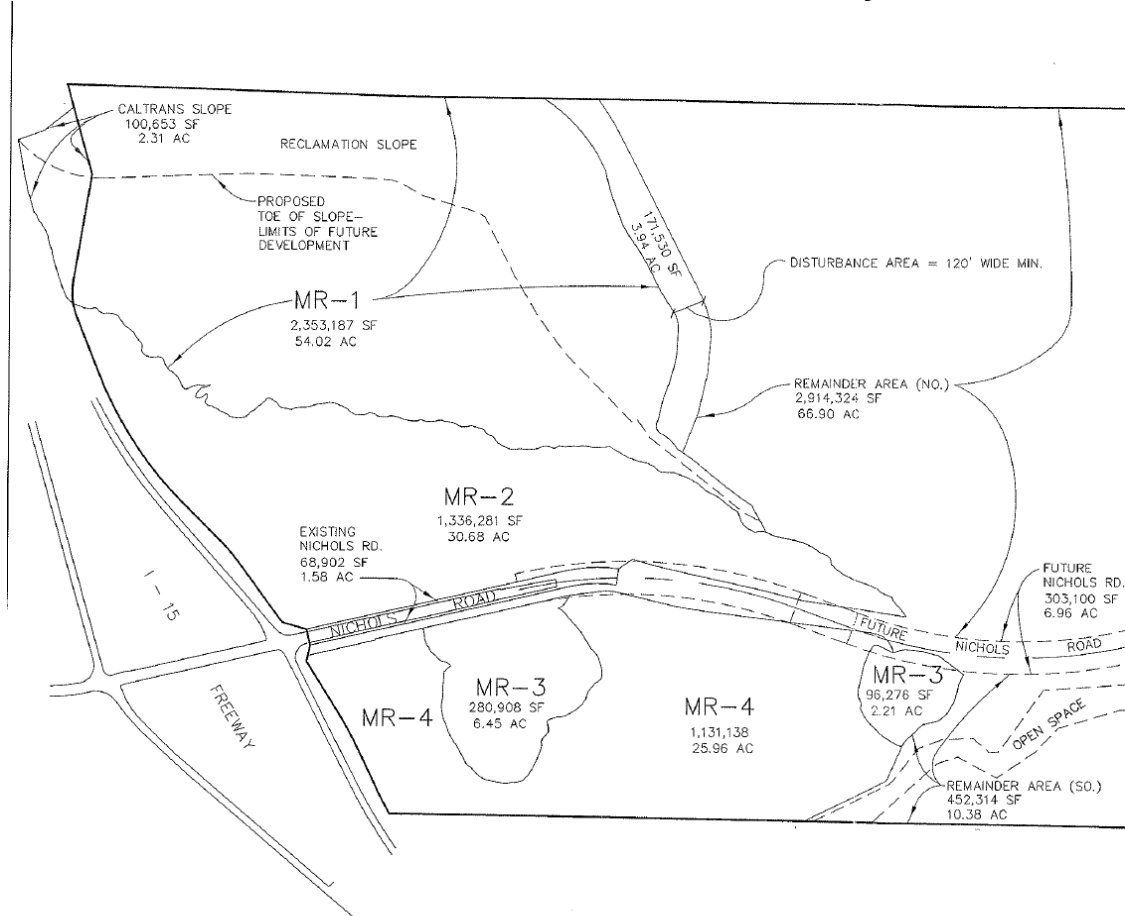 CALTRANS SLOPE
100,653 SF
2.31 AC
RECLAMATION SLOPE
PROPOSED
TOE OF SLOPE-
LIMITS OF FUTURE
DEVELOPMENT
171,530 SF
3.94 AC
DISTURBANCE AREA = 120' WIDE MIN.
MR-1
2,353,187 SF
54.02 AC
REMAINDER AREA (NO.)
2,914,324 SF
66.90 AC
MR-2
1,336,281 SF
30.68 AC
EXISTING
NICHOLS RD.
68,902 SF
1.58 AC
I - 15
FREEWAY
NICHOLS ROAD
FUTURE NICHOLS ROAD
FUTURE
NICHOLS RD.
303,100 SF
6.96 AC
MR-4
MR-3
280,908 SF
6.45 AC
MR-4
1,131,138
25.96 AC
MR-3
96,276 SF
2.21 AC
OPEN SPACE
REMAINDER AREA (SO.)
452,314 SF
10.38 AC